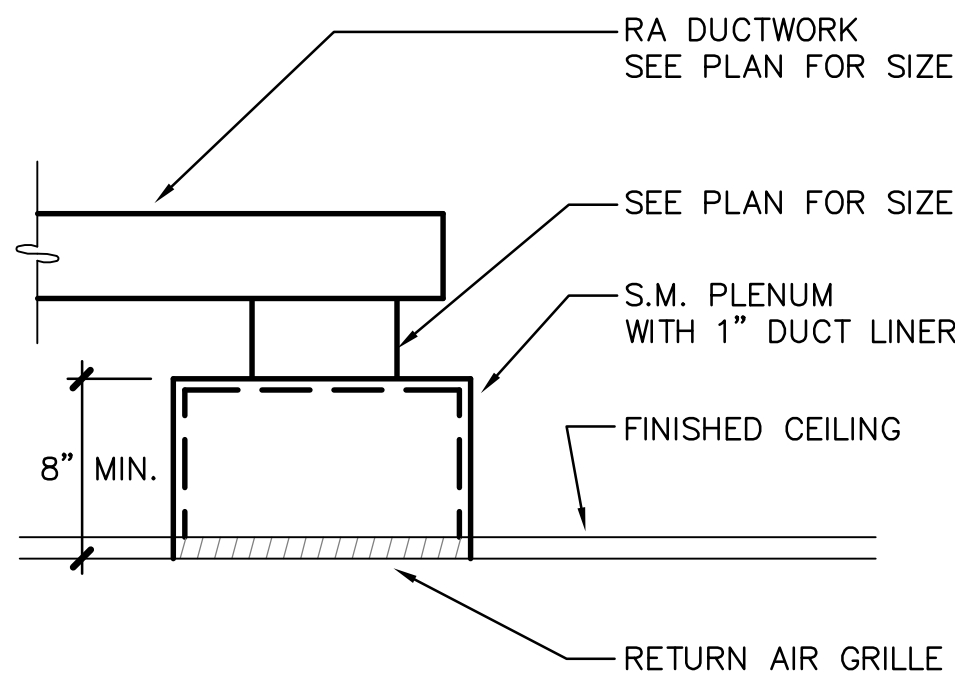 RA DUCTWORK
SEE PLAN FOR SIZE
SEE PLAN FOR SIZE
S.M. PLENUM
WITH 1” DUCT LINER
FINISHED CEILING
8” MIN.
RETURN AIR GRILLE